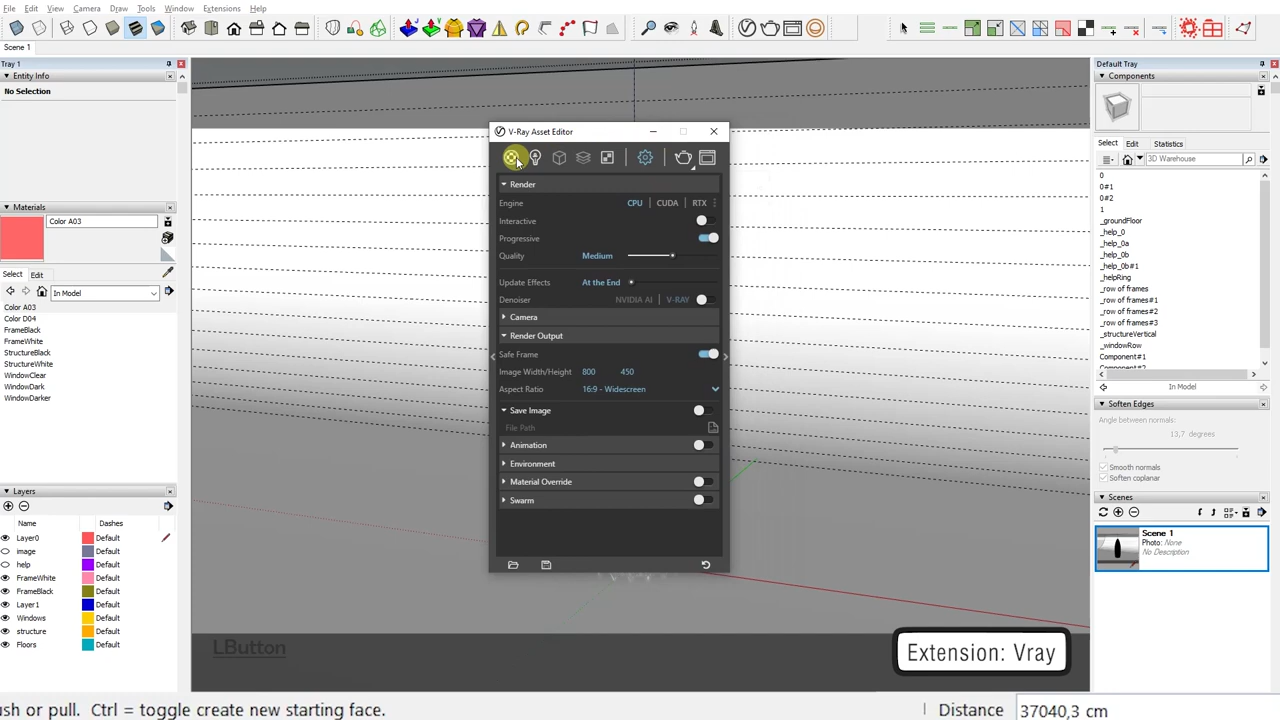 File Edit View Camera Draw Tools Window Extensions Help
Scene 1
Tray 1
Entity Info
No Selection
Materials
Color A03
Select Edit
In Model
Color A03
Color D04
FrameBlack
FrameWhite
StructureBlack
StructureWhite
WindowClear
WindowDark
WindowDarker
Layers
Name Dashes
Layer0 Default
image Default
help Default
FrameWhite Default
FrameBlack Default
Layer1 Default
Windows Default
structure Default
Floors Default
V-Ray Asset Editor
Render
Engine CPU CUDA RTX
Interactive
Progressive
Quality Medium
Update Effects At the End
Denoiser NVIDIA AI V-RAY
Camera
Render Output
Safe Frame
Image Width/Height 800 450
Aspect Ratio 16:9 - Widescreen
Save Image
File Path
Animation
Environment
Material Override
Swarm
Default Tray
Components
Select Edit Statistics
3D Warehouse
0
0#1
0#2
1
_groundFloor
_help_0
_help_0a
_help_0b
_help_0b#1
_helpRing
_row of frames
_row of frames#1
_row of frames#2
_row of frames#3
_structureVertical
_windowRow
Component#1
In Model
Soften Edges
Angle between normals:
13,7 degrees
Smooth normals
Soften coplanar
Scenes
Scene 1
Photo: None
No Description
LButton
Extension: Vray
ush or pull. Ctrl = toggle create new starting face.
Distance 37040,3 cm